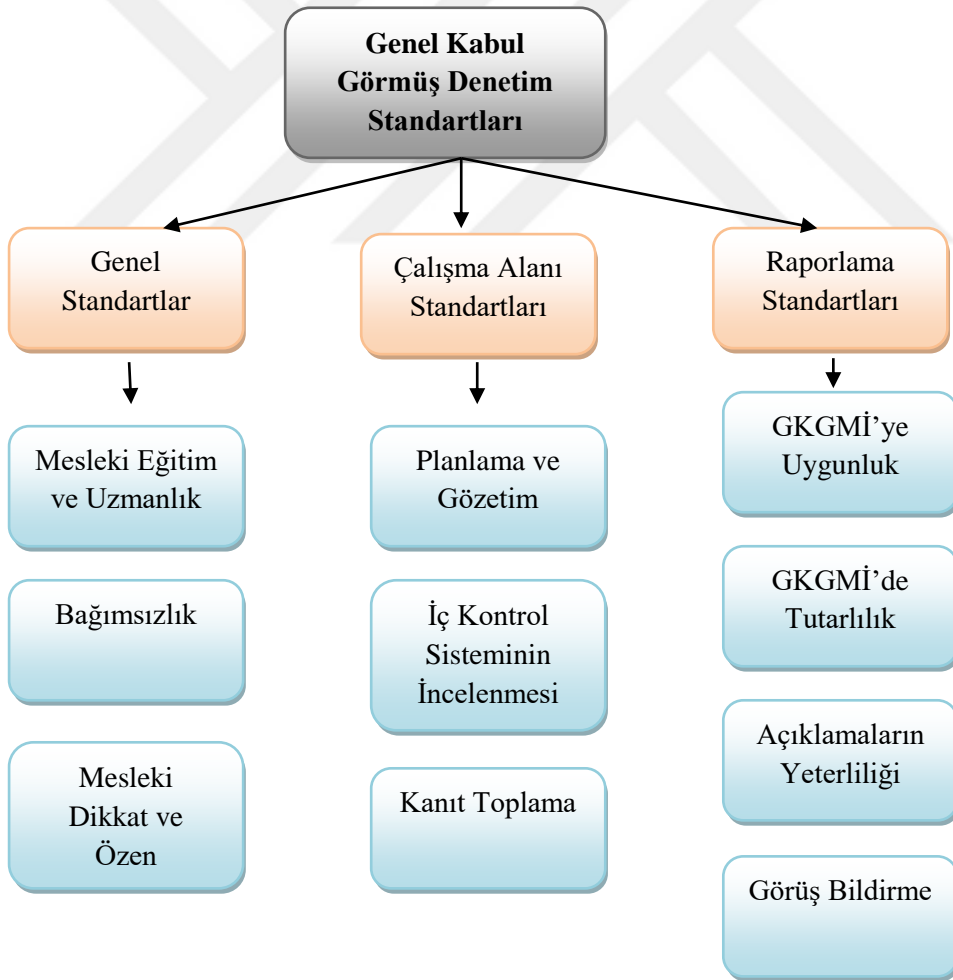 Genel Kabul
Görmüş Denetim
Standartları
Genel
Standartlar
Çalışma Alanı
Standartları
Raporlama
Standartları
Mesleki Eğitim
ve Uzmanlık
Bağımsızlık
Mesleki
Dikkat ve
Özen
Planlama ve
Gözetim
İç Kontrol
Sisteminin
İncelenmesi
Kanıt Toplama
GKGMİ’ye
Uygunluk
GKGMİ’de
Tutarlılık
Açıklamaların
Yeterliliği
Görüş Bildirme